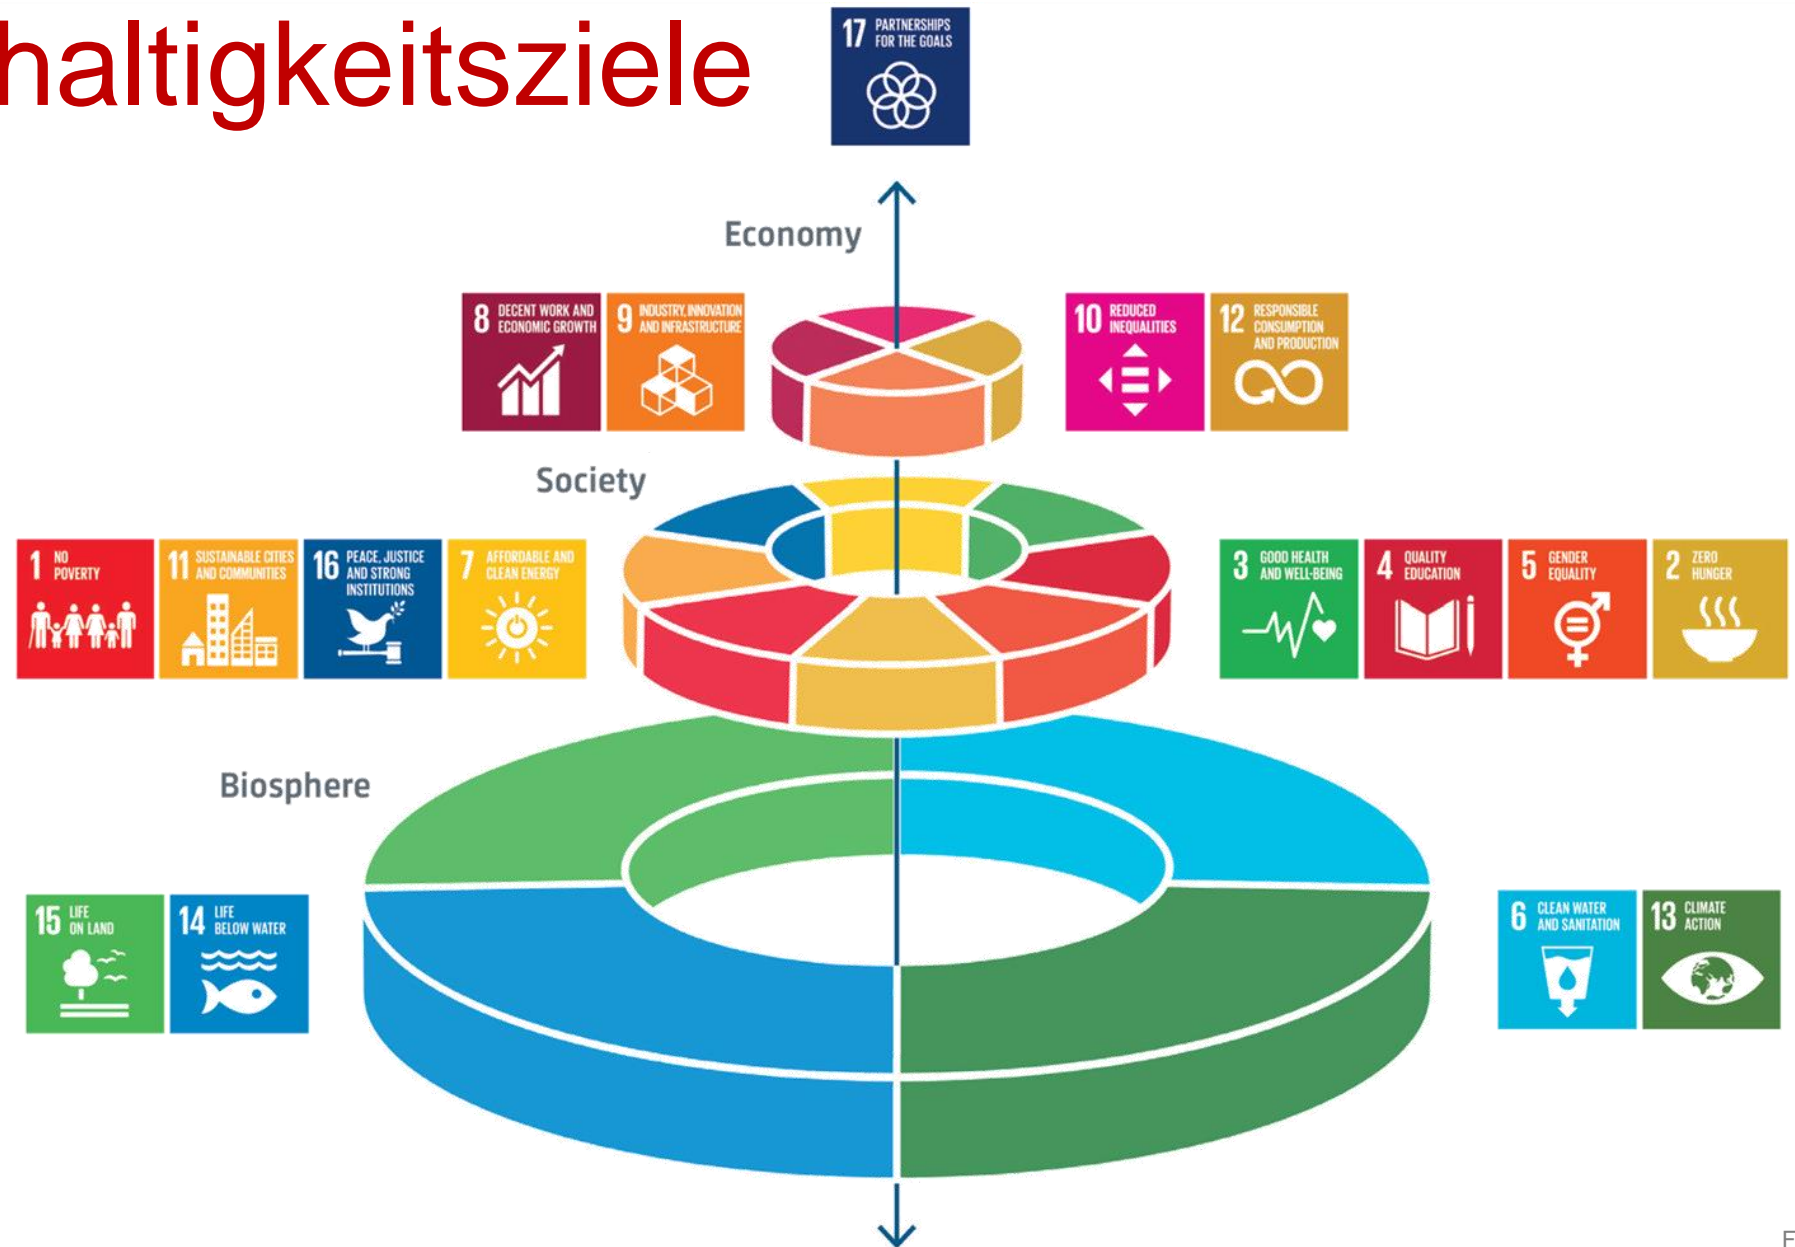 haltigkeitsziele
17 PARTNERSHIPS
FOR THE GOALS
Economy
8 DECENT WORK AND
ECONOMIC GROWTH
9 INDUSTRY, INNOVATION
AND INFRASTRUCTURE
10 REDUCED
INEQUALITIES
12 RESPONSIBLE
CONSUMPTION
AND PRODUCTION
Society
1 NO
POVERTY
11 SUSTAINABLE CITIES
AND COMMUNITIES
16 PEACE, JUSTICE
AND STRONG
INSTITUTIONS
7 AFFORDABLE AND
CLEAN ENERGY
3 GOOD HEALTH
AND WELL-BEING
4 QUALITY
EDUCATION
5 GENDER
EQUALITY
2 ZERO
HUNGER
Biosphere
15 LIFE
ON LAND
14 LIFE
BELOW WATER
6 CLEAN WATER
AND SANITATION
13 CLIMATE
ACTION
F